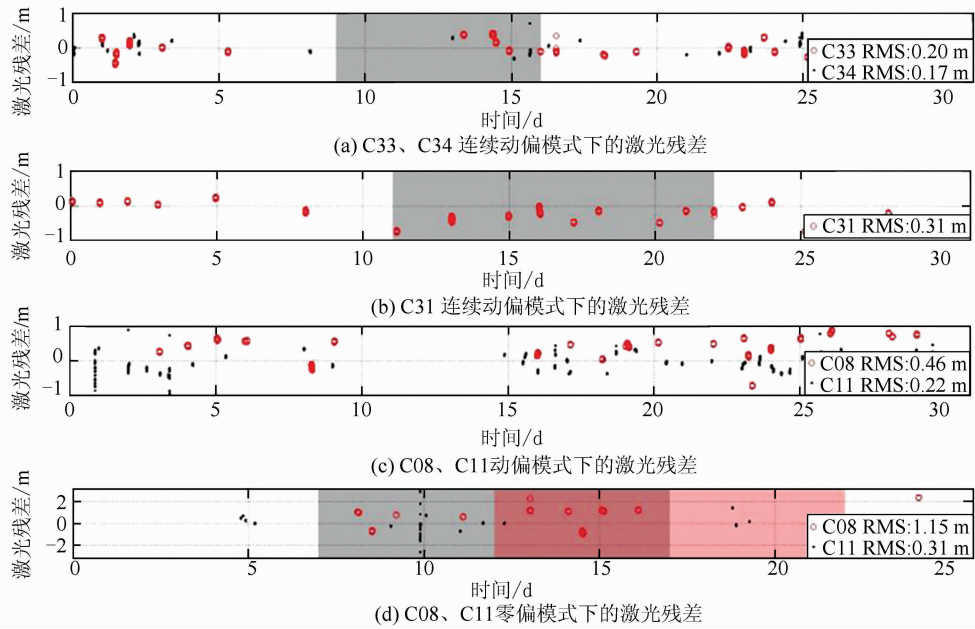 激光残差/m
1
0
−1
C33 RMS:0.20 m
C34 RMS:0.17 m
0 5 10 15 20 25 30
时间/d
(a) C33、C34 连续动偏模式下的激光残差
激光残差/m
1
0
−1
C31 RMS:0.31 m
0 5 10 15 20 25 30
时间/d
(b) C31 连续动偏模式下的激光残差
激光残差/m
1
0
−1
C08 RMS:0.46 m
C11 RMS:0.22 m
0 5 10 15 20 25 30
时间/d
(c) C08、C11动偏模式下的激光残差
激光残差/m
2
0
−2
C08 RMS:1.15 m
C11 RMS:0.31 m
5 10 15 20 25
时间/d
(d) C08、C11零偏模式下的激光残差